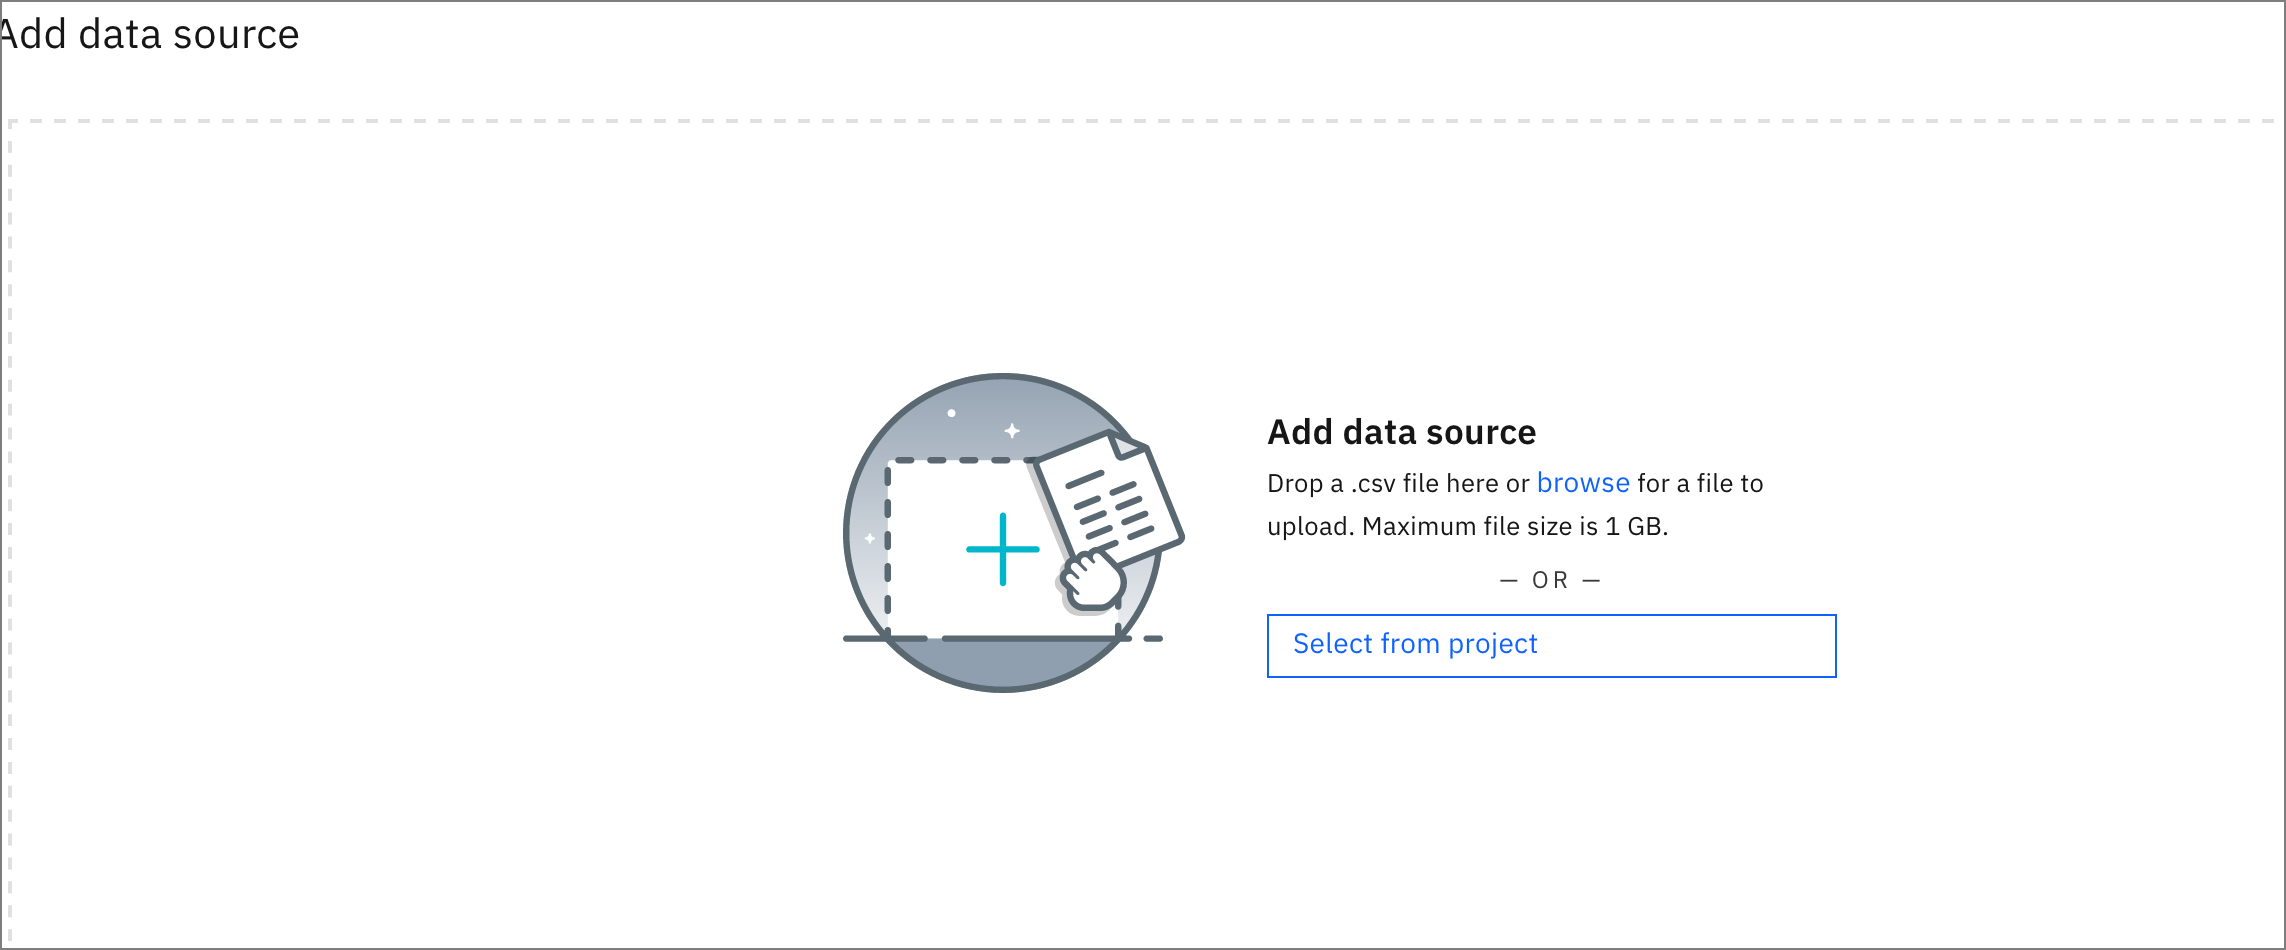 Add data source
Add data source
Drop a .csv file here or browse for a file to
upload. Maximum file size is 1 GB.
— OR —
Select from project